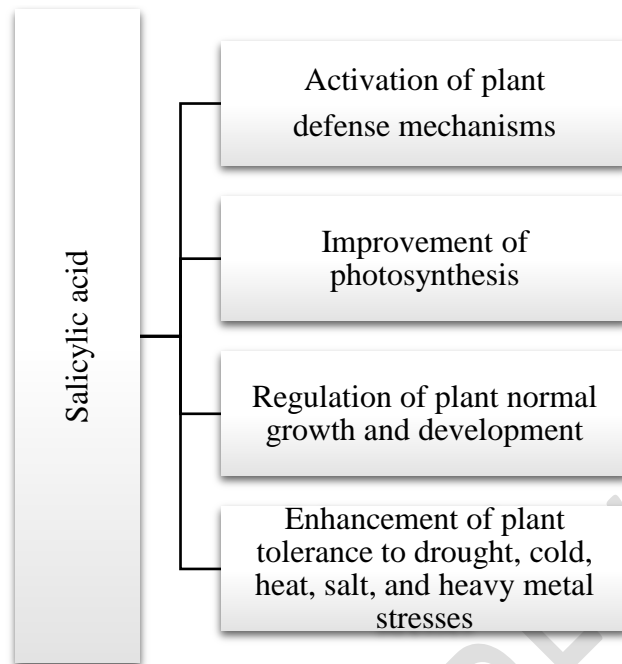 Salicylic acid
Activation of plant
defense mechanisms
Improvement of
photosynthesis
Regulation of plant normal
growth and development
Enhancement of plant
tolerance to drought, cold,
heat, salt, and heavy metal
stresses